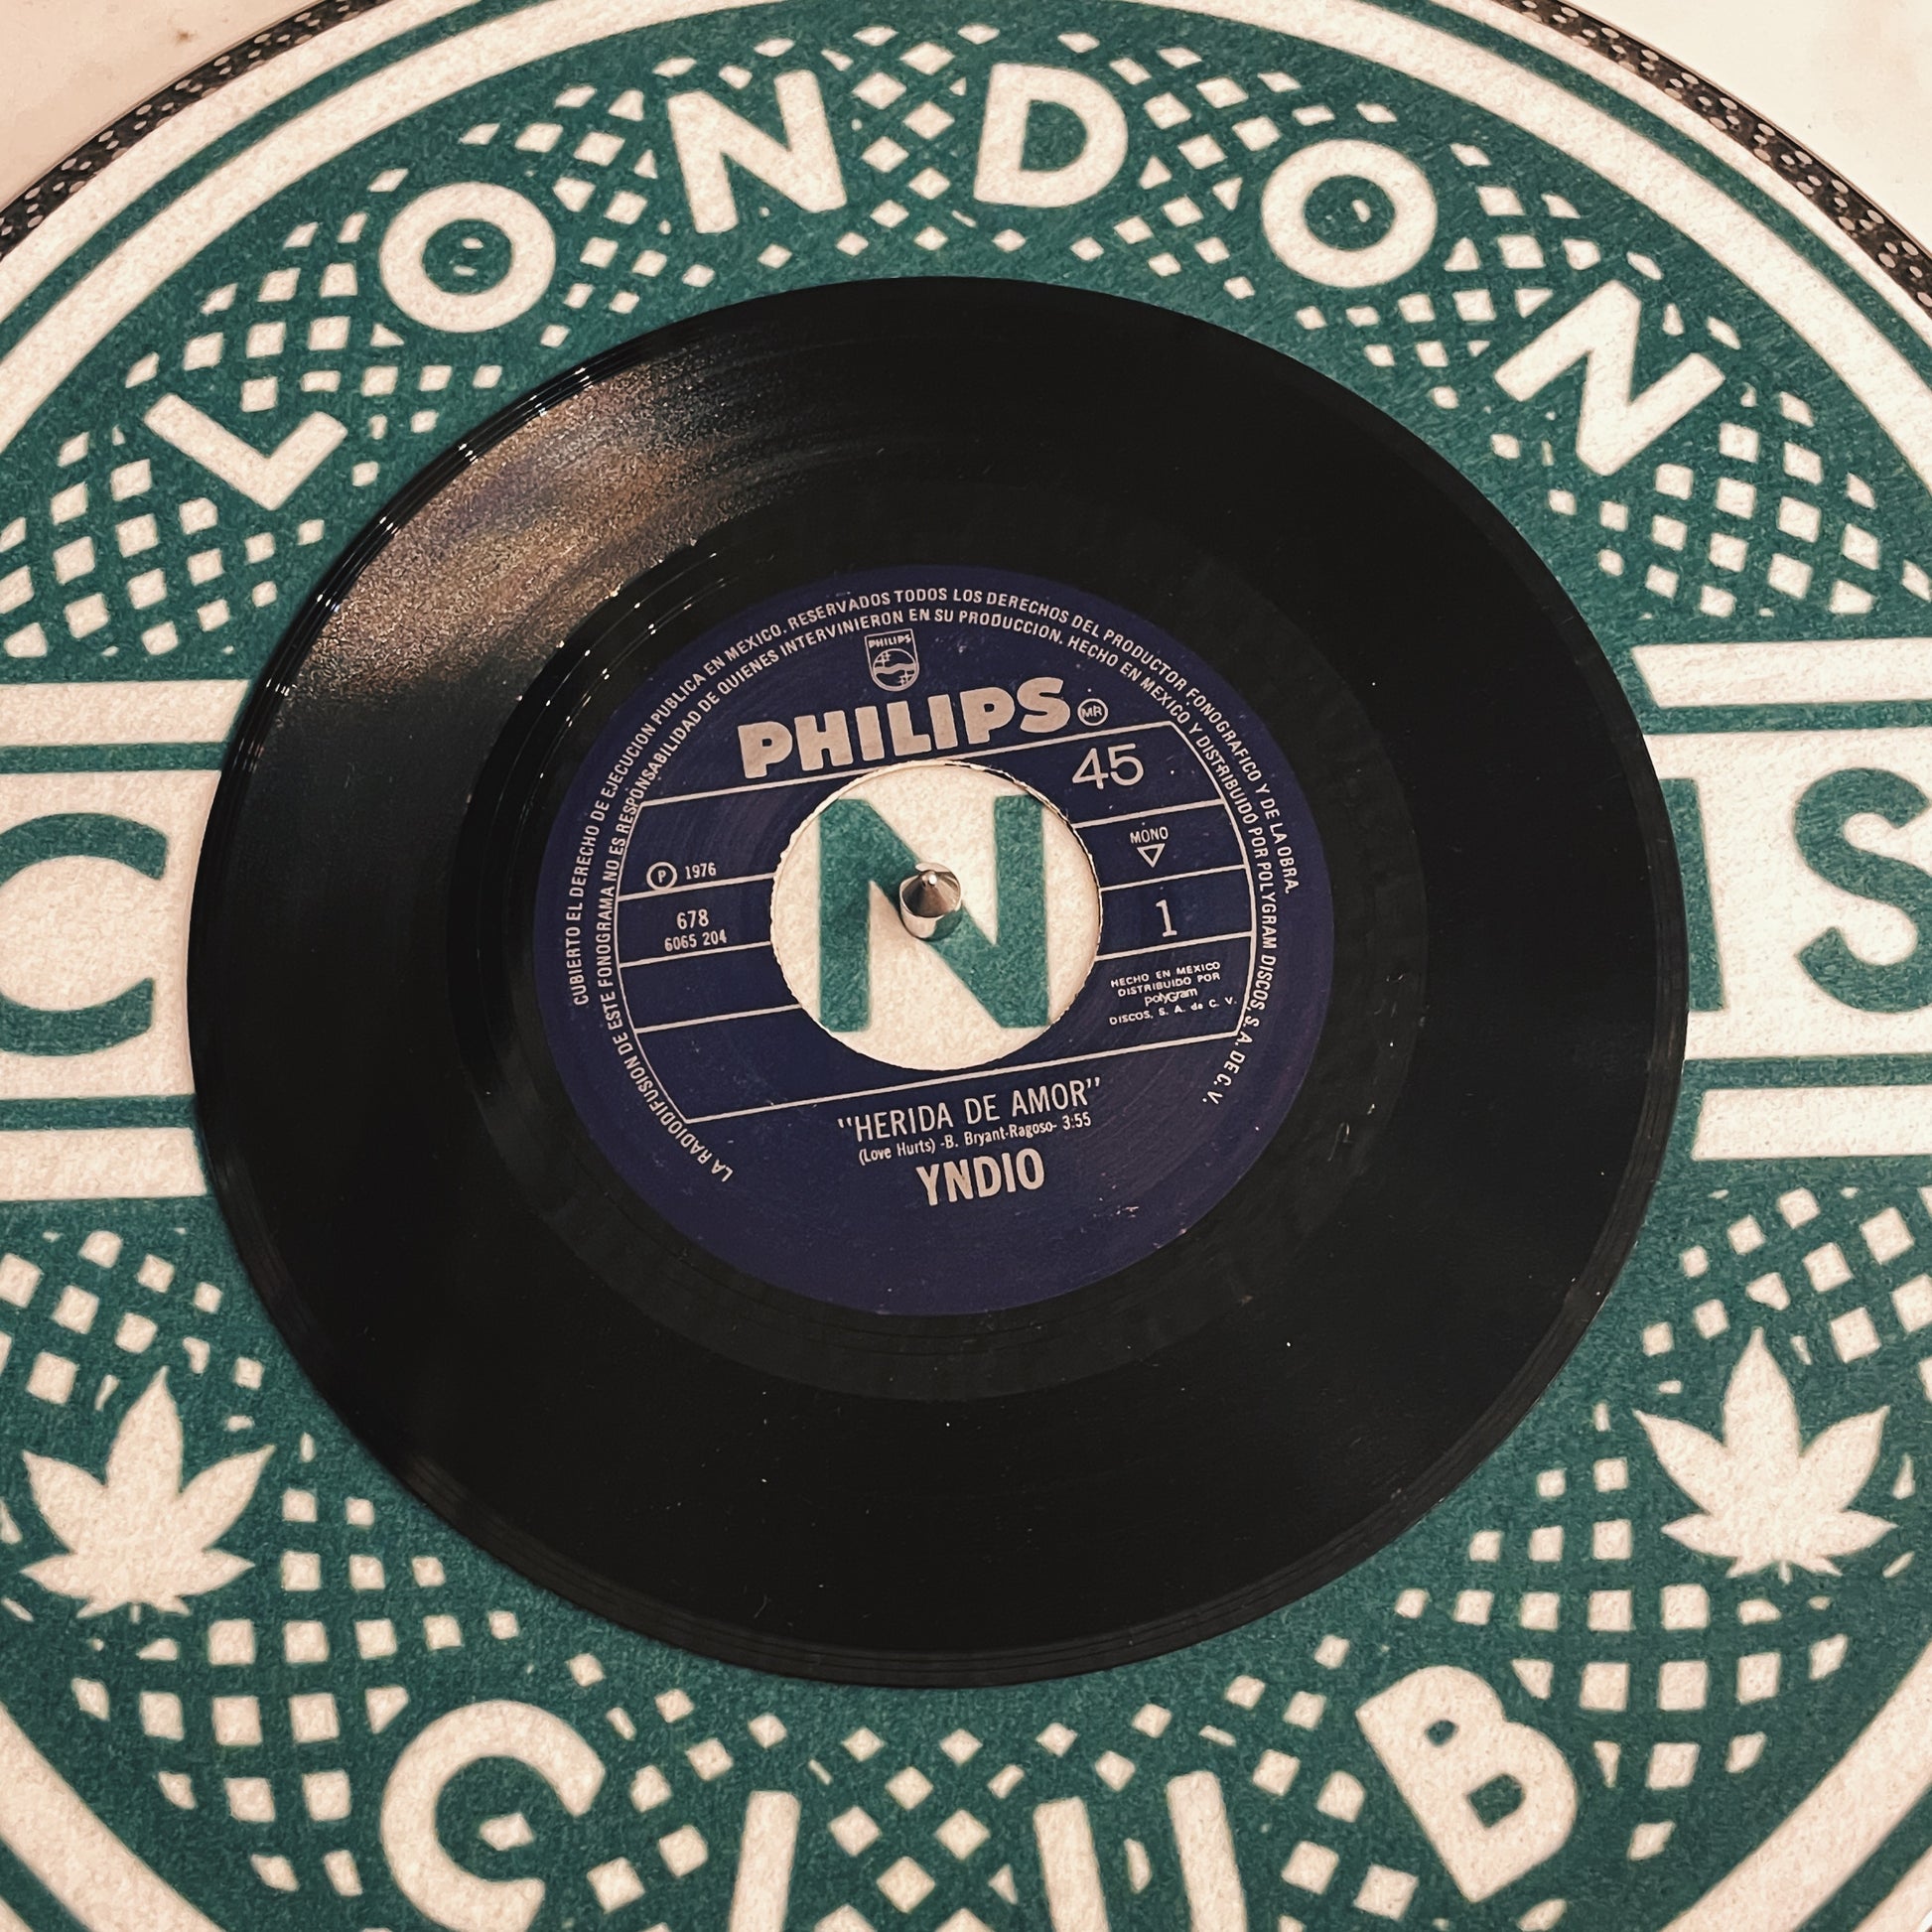 LONDON
C
IS
CUBIERTO EL DERECHO DE EJECUCION PUBLICA EN MEXICO. RESERVADOS TODOS LOS DERECHOS DEL PRODUCTOR FONOGRAFICO Y DE LA OBRA.
LA RADIODIFUSION DE ESTE FONOGRAMA NO ES RESPONSABILIDAD DE QUIENES INTERVINIERON EN SU PRODUCCION. HECHO EN MEXICO Y DISTRIBUIDO POR POLYGRAM DISCOS, S. A. DE C. V.
PHILIPS
PHILIPS MR
45
MONO
Ⓟ 1976
678
6065 204
1
N
HECHO EN MEXICO
DISTRIBUIDO POR
polyGram
DISCOS, S. A. de C. V.
"HERIDA DE AMOR"
(Love Hurts) -B. Bryant-Ragoso- 3:55
YNDIO
CLUB